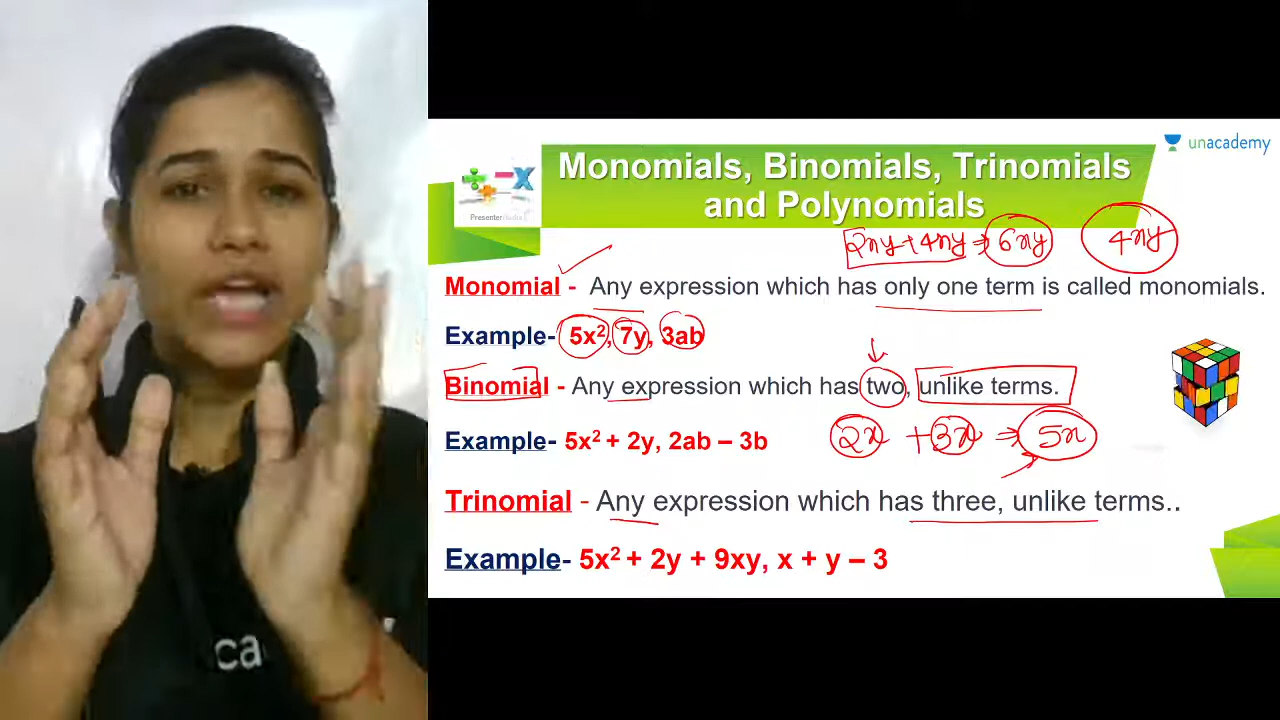 unacademy
Monomials, Binomials, Trinomials
and Polynomials
2xy+4xy ⇒ 6xy 4xy
Monomial - Any expression which has only one term is called monomials.
Example- 5x², 7y, 3ab
Binomial - Any expression which has two, unlike terms.
Example- 5x² + 2y, 2ab – 3b
2x + 3x ⇒ 5x
Trinomial - Any expression which has three, unlike terms..
Example- 5x² + 2y + 9xy, x + y – 3
ca